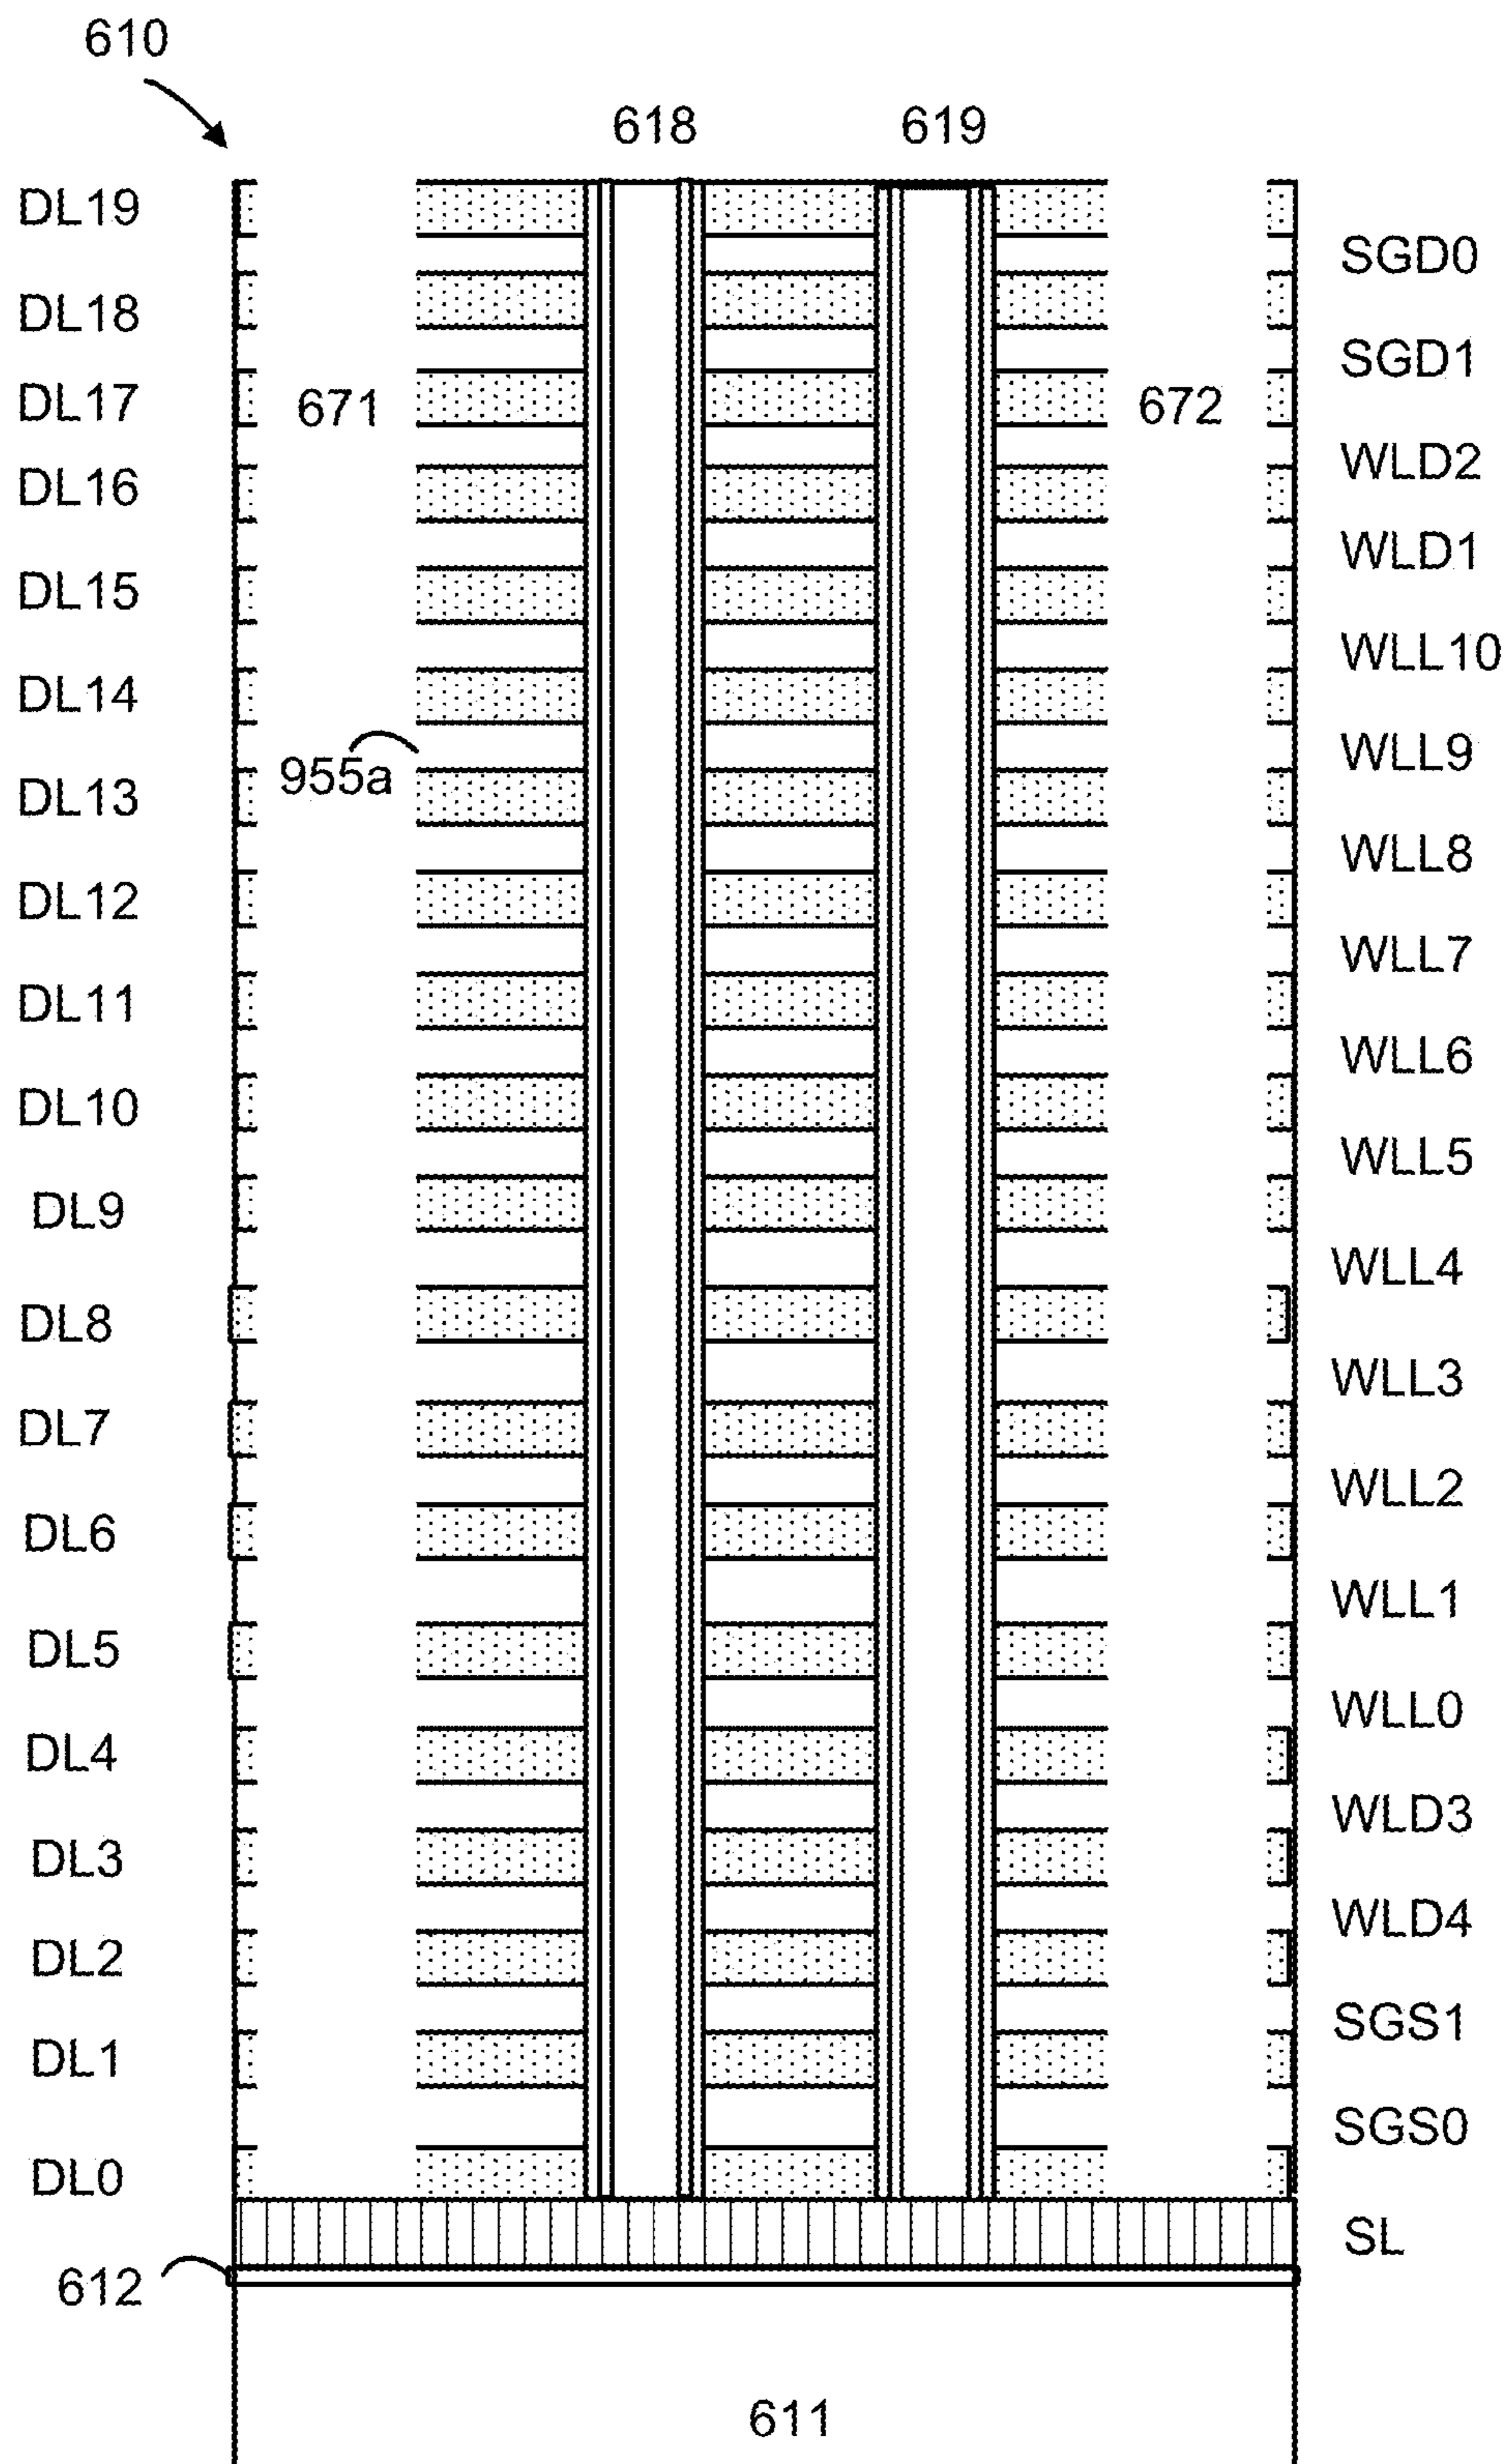 610
618 619
DL19
SGD0
DL18
SGD1
DL17 671 672
WLD2
DL16
WLD1
DL15
WLL10
DL14
WLL9
955a
DL13
WLL8
DL12
WLL7
DL11
WLL6
DL10
WLL5
DL9
WLL4
DL8
WLL3
DL7
WLL2
DL6
WLL1
DL5
WLL0
DL4
WLD3
DL3
WLD4
DL2
SGS1
DL1
SGS0
DL0
SL
612
611